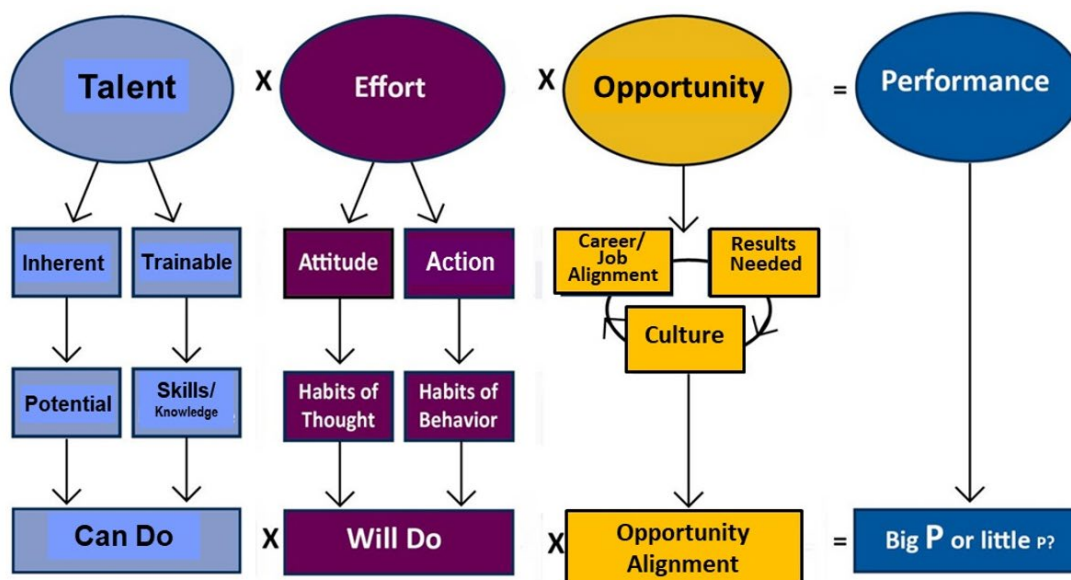 Talent X Effort X Opportunity = Performance
Inherent Trainable Attitude Action Career/ Results
Job Needed
Alignment
Culture
Potential Skills/ Habits of Habits of
Knowledge Thought Behavior
Can Do X Will Do X Opportunity = Big P or little P?
Alignment